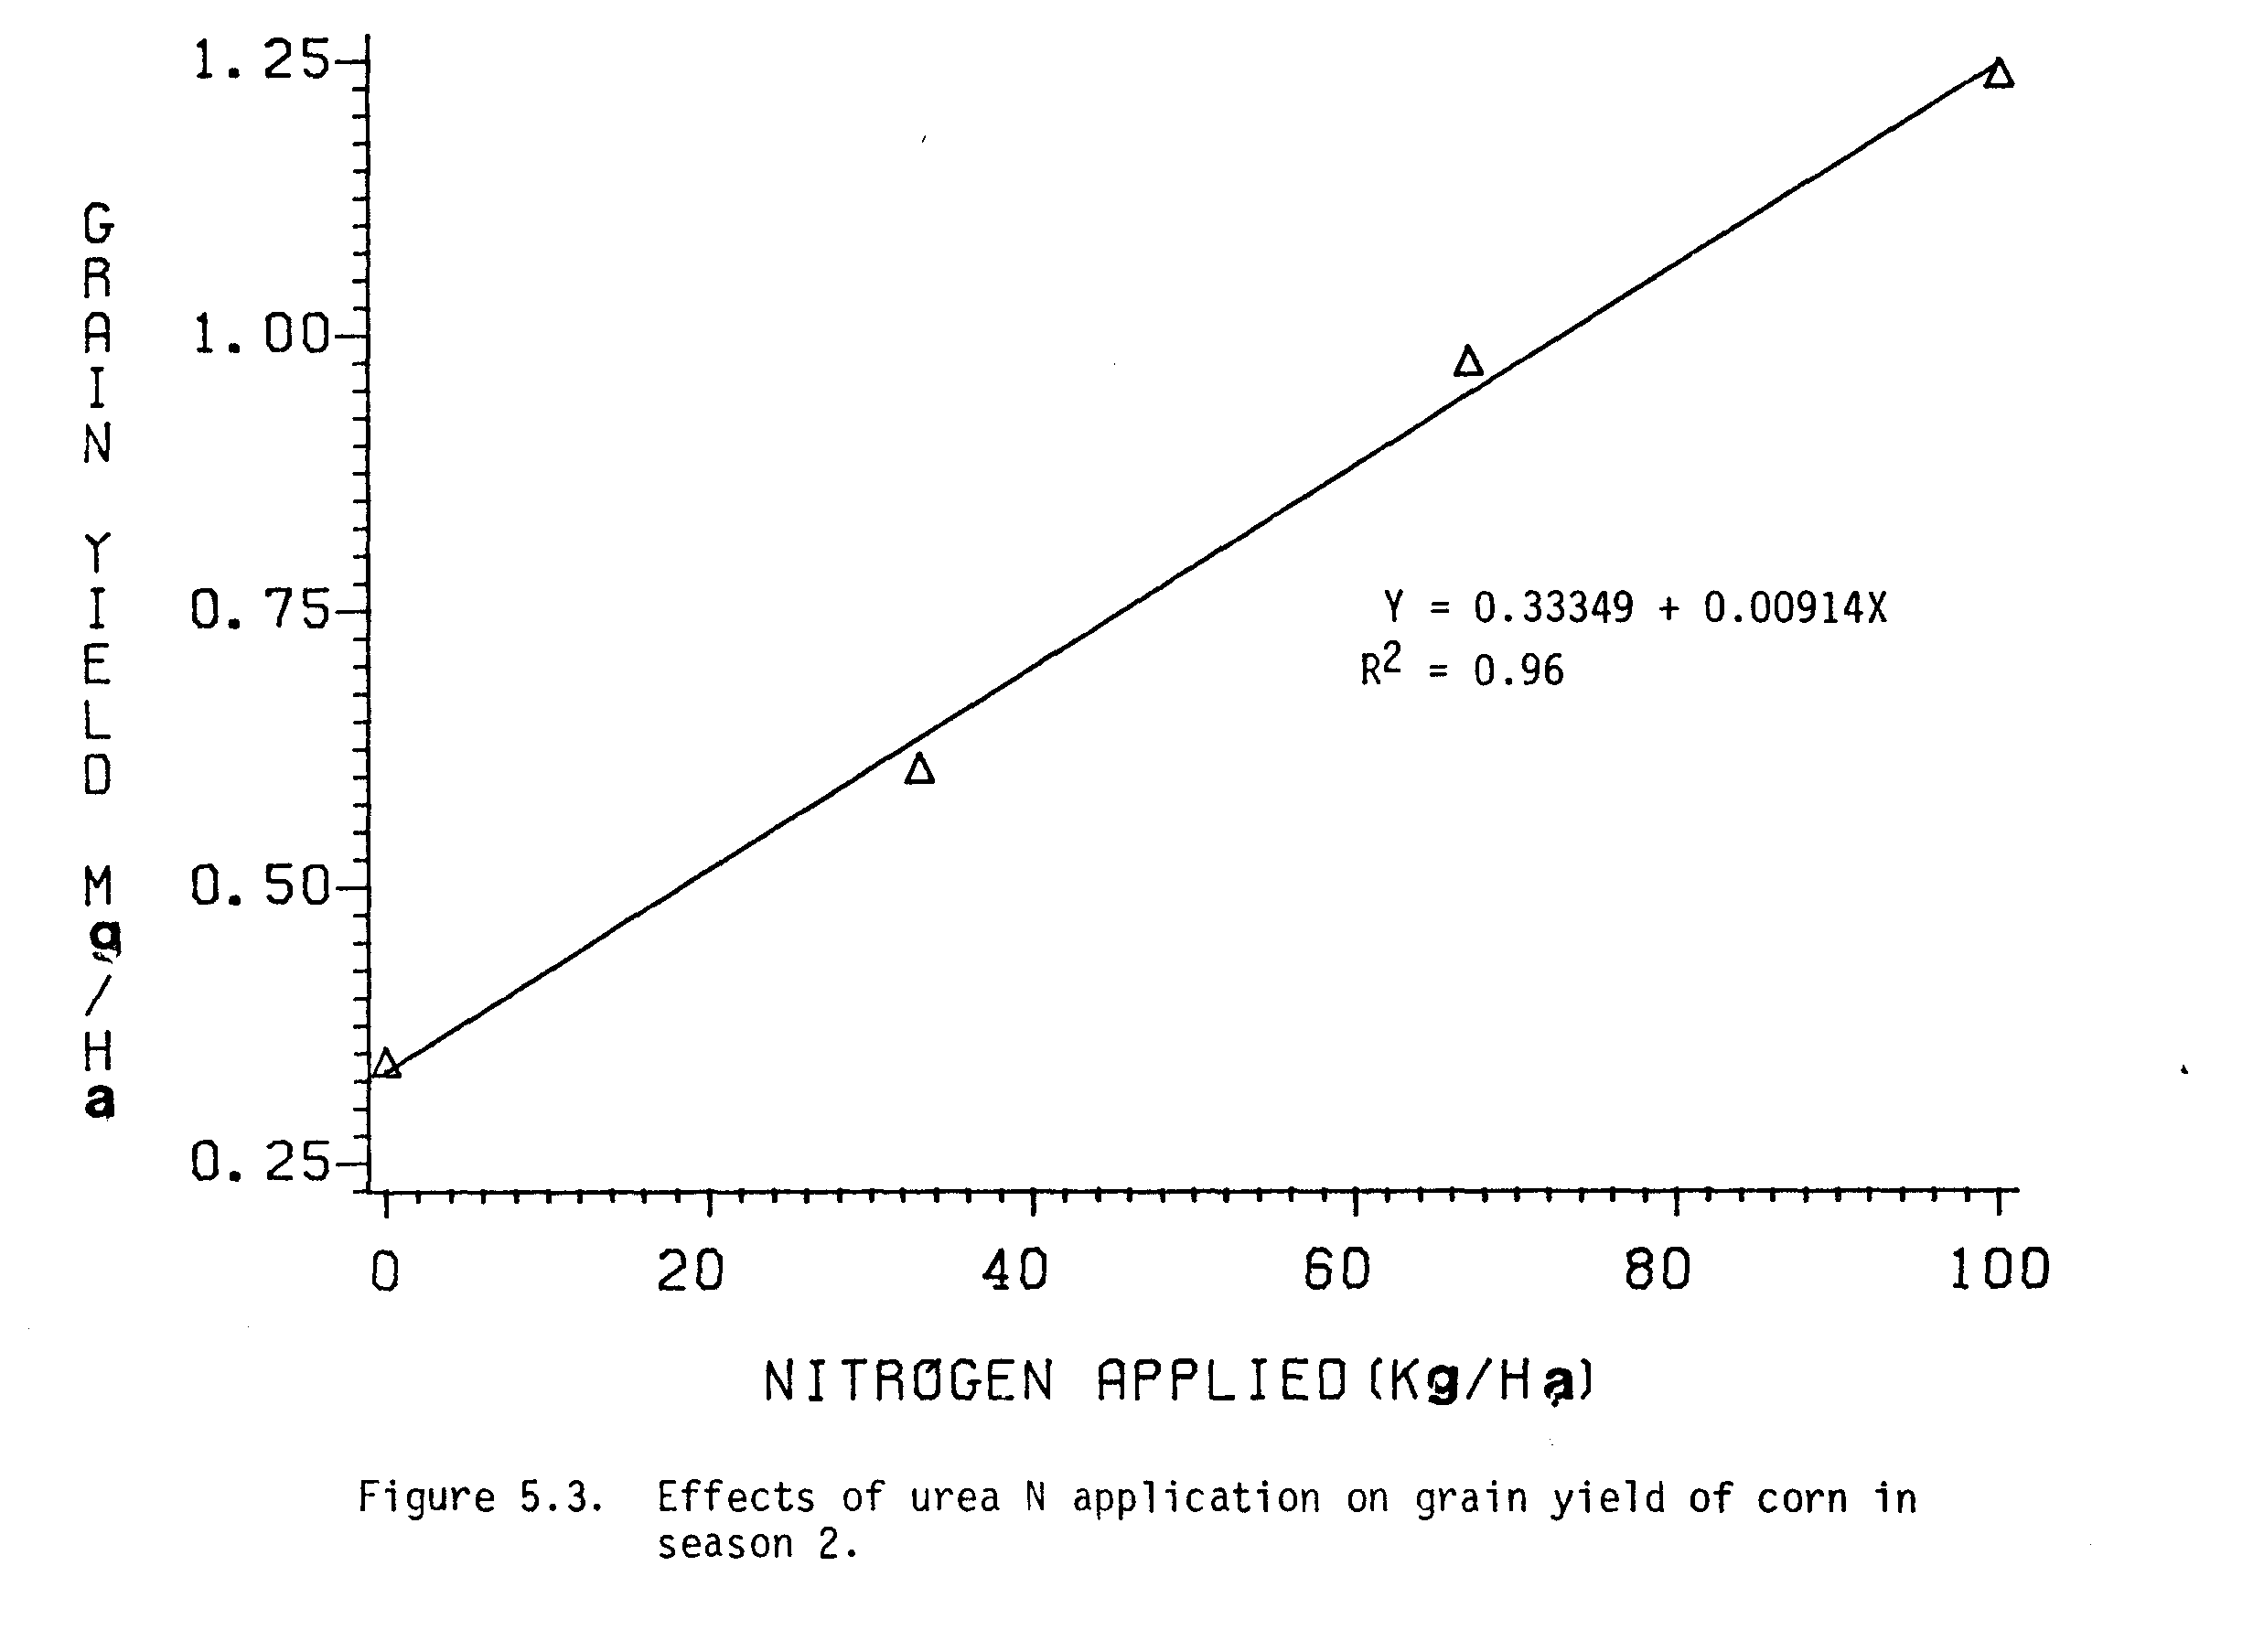 GRAIN YIELD Mg/Ha
1.25
1.00
0.75
0.50
0.25
Y = 0.33349 + 0.00914X
R² = 0.96
0 20 40 60 80 100
NITROGEN APPLIED(Kg/Ha)
Figure 5.3. Effects of urea N application on grain yield of corn in
season 2.